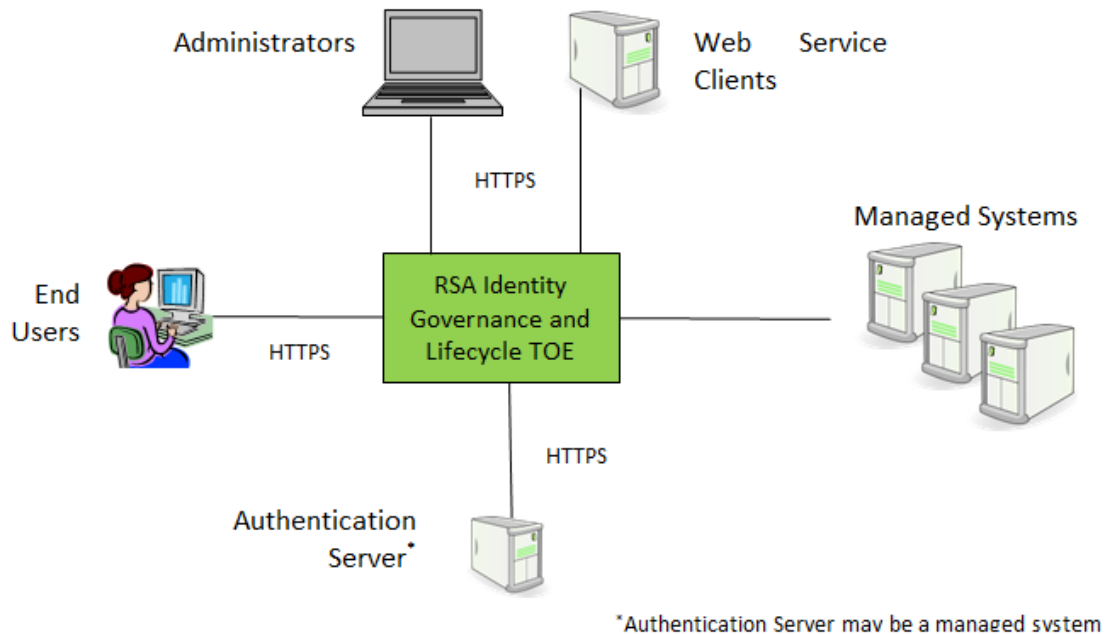 Administrators
Web Service
Clients
HTTPS
Managed Systems
RSA Identity
Governance and
Lifecycle TOE
End
Users
HTTPS
HTTPS
Authentication
Server*
*Authentication Server may be a managed system